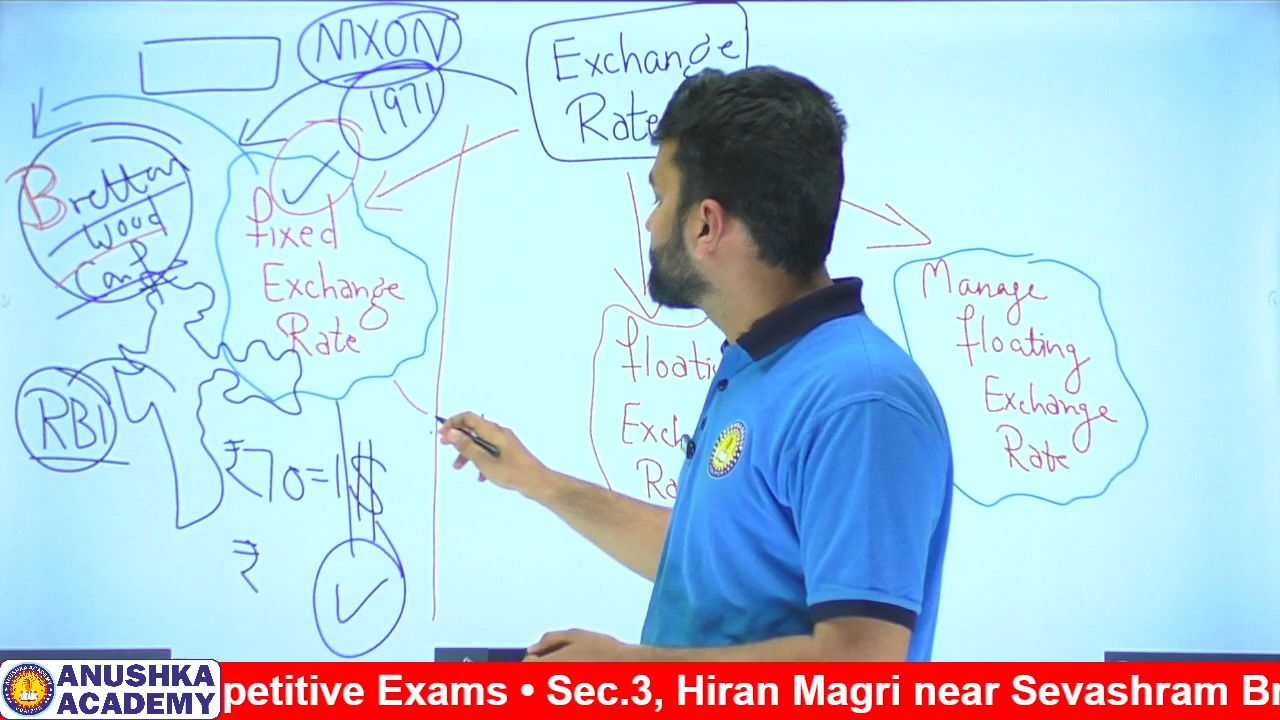 NIXON
1971
Exchange
Rate
Bretton
Wood
Conf
fixed
Exchange
Rate
RBI
₹70=1$
₹
floati
Exch
Ra
Manage
floating
Exchange
Rate
ANUSHKA
ACADEMY
petitive Exams • Sec.3, Hiran Magri near Sevashram Br